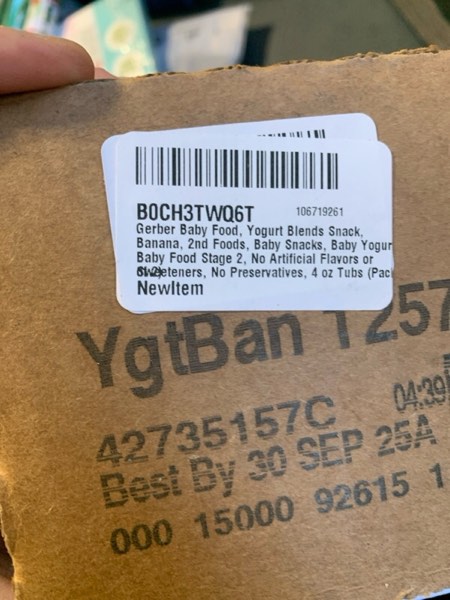 B0CH3TWQ6T 106719261
Gerber Baby Food, Yogurt Blends Snack,
Banana, 2nd Foods, Baby Snacks, Baby Yogur
Baby Food Stage 2, No Artificial Flavors or
Sweeteners, No Preservatives, 4 oz Tubs (Pac
NewItem
YgtBan 1257
42735157C 04:39
Best By 30 SEP 25A
000 15000 92615 1